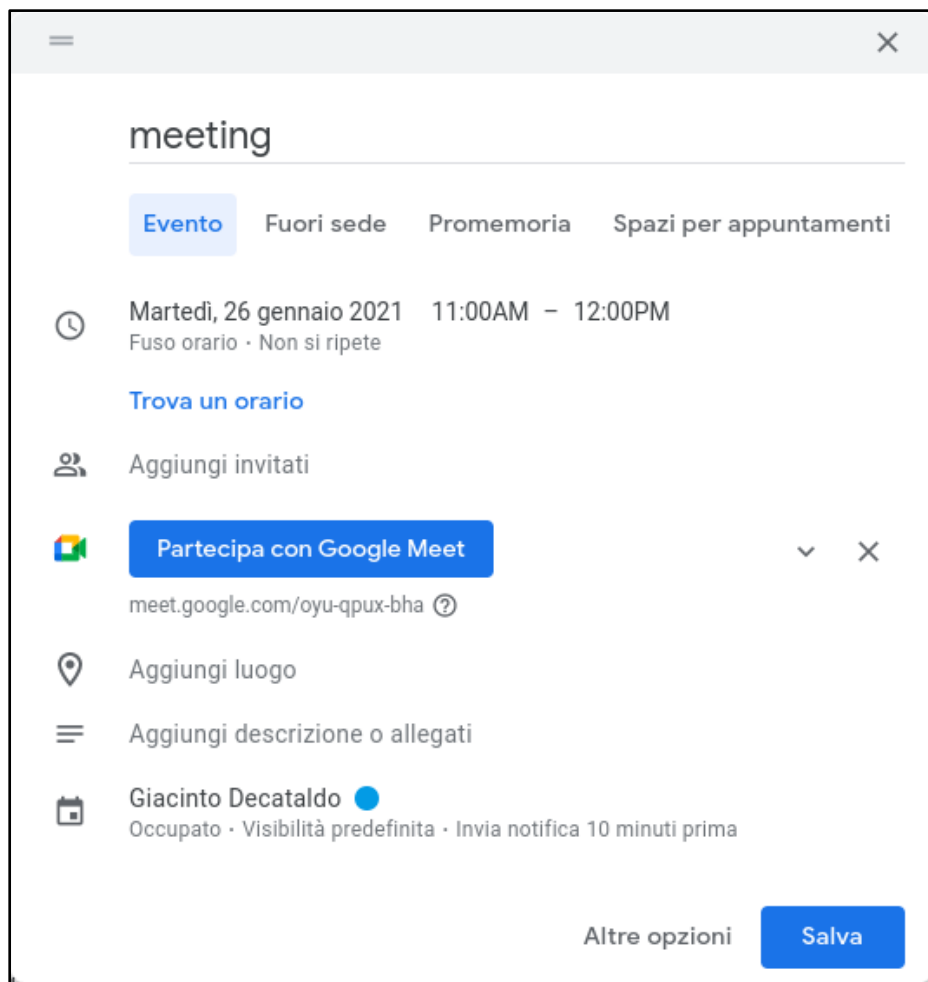 meeting
Evento Fuori sede Promemoria Spazi per appuntamenti
Martedì, 26 gennaio 2021 11:00AM – 12:00PM
Fuso orario · Non si ripete
Trova un orario
Aggiungi invitati
Partecipa con Google Meet
meet.google.com/oyu-qpux-bha
Aggiungi luogo
Aggiungi descrizione o allegati
Giacinto Decataldo
Occupato · Visibilità predefinita · Invia notifica 10 minuti prima
Altre opzioni Salva